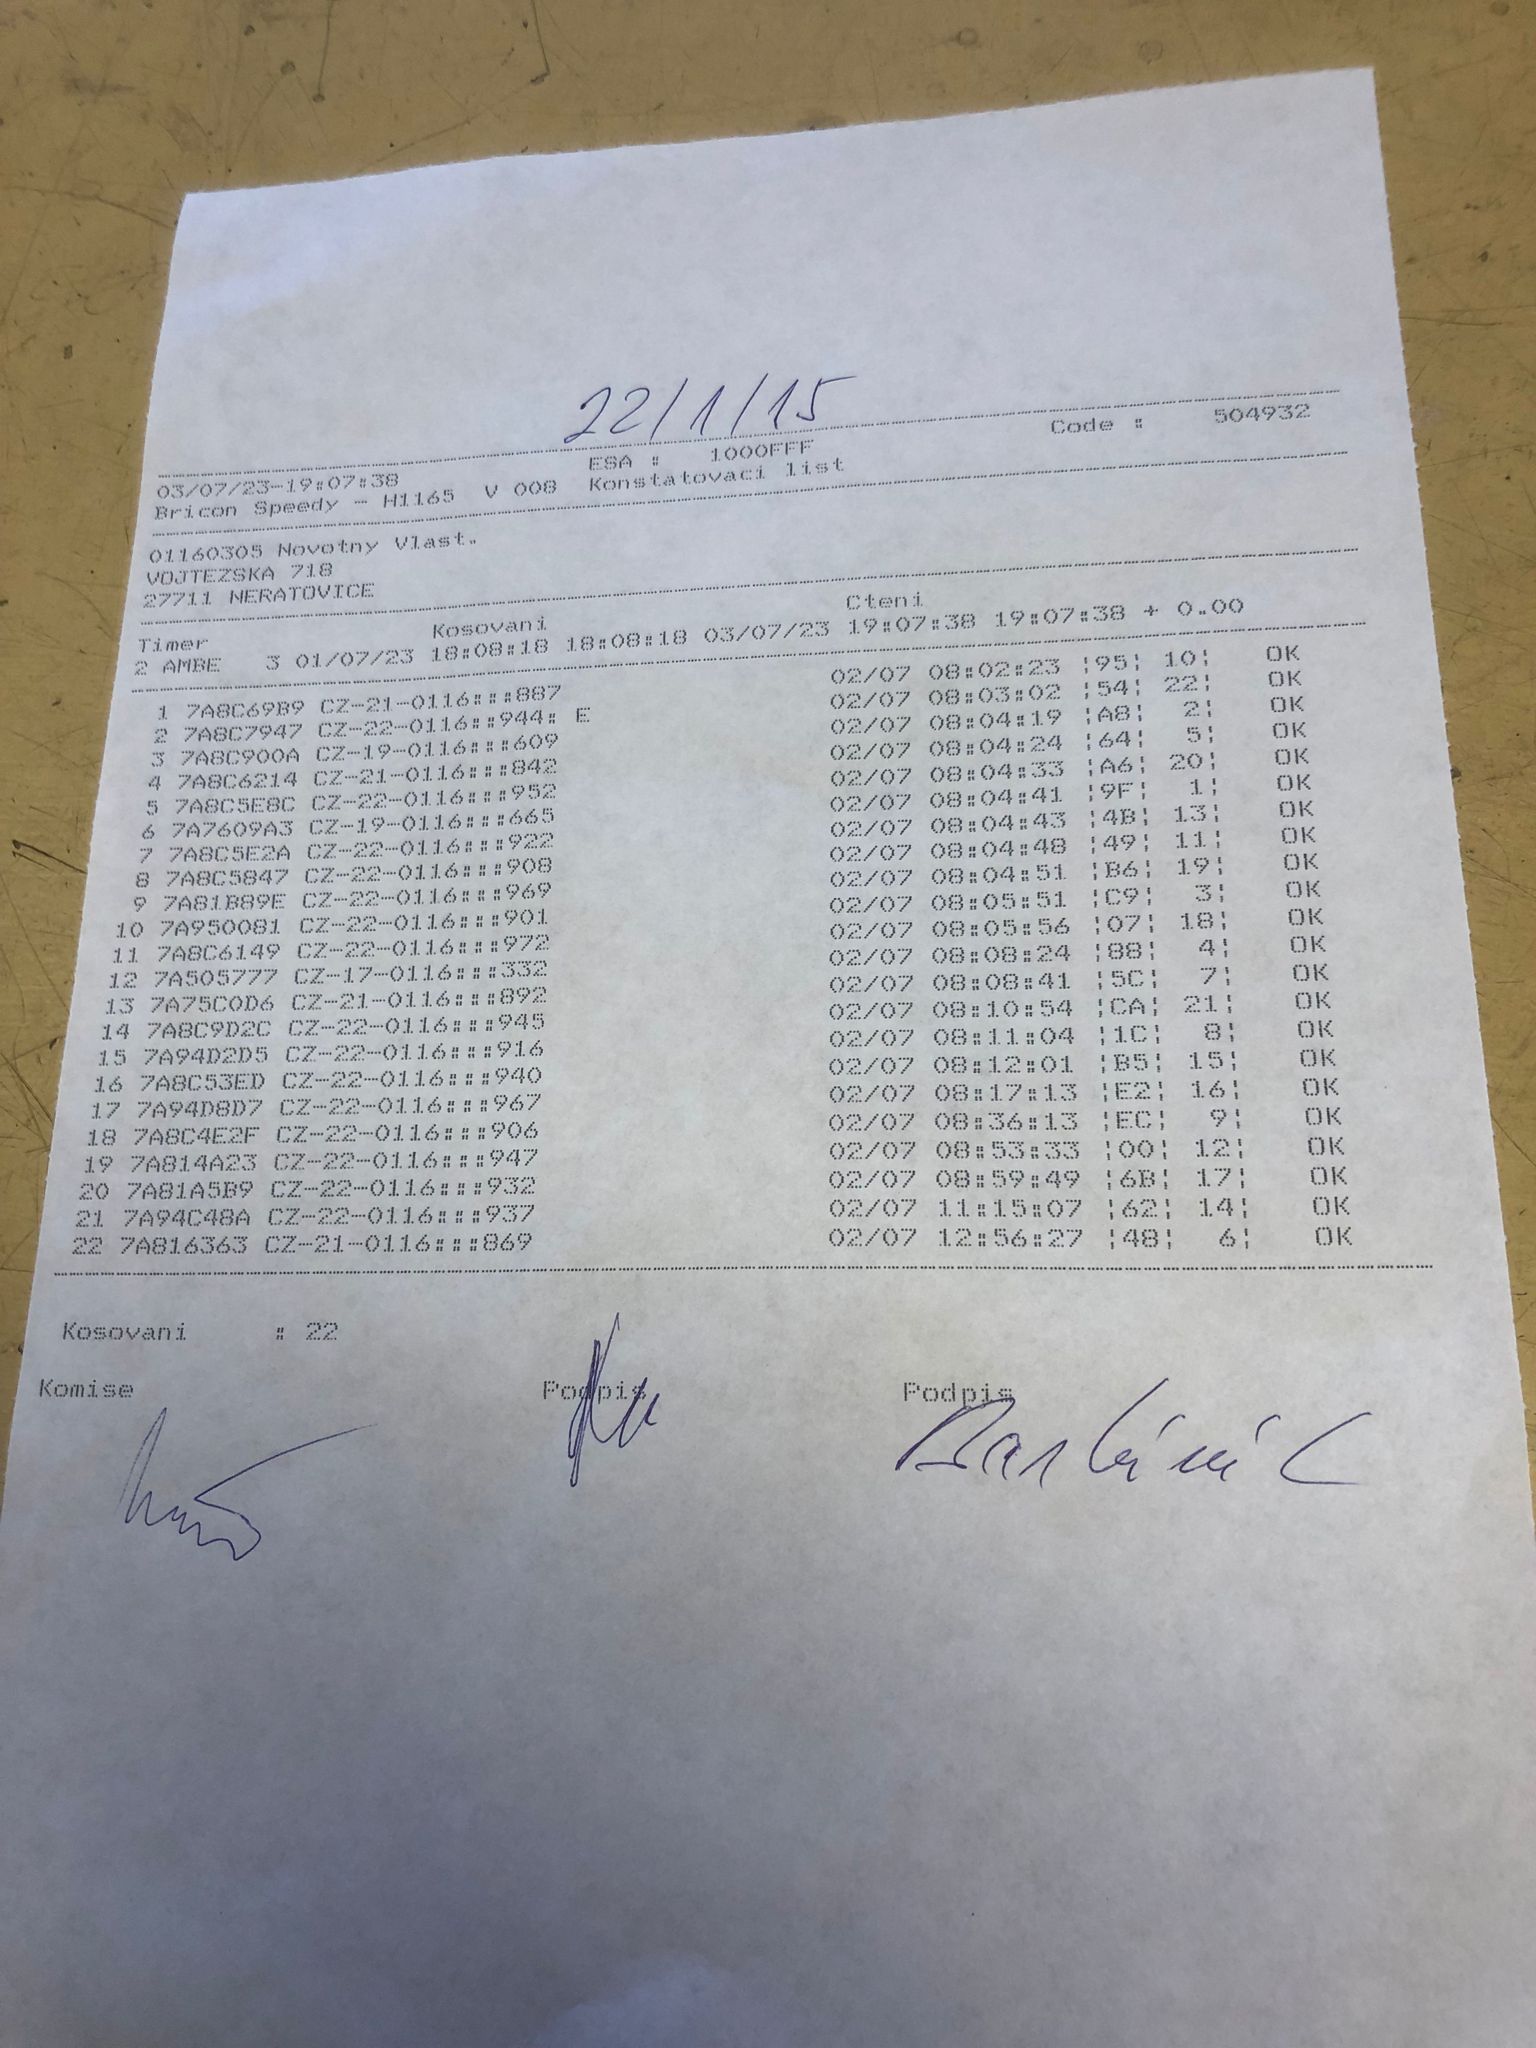 22/1/15
03/07/23-19:07:38 ESA : 1000FFF Code : 504932
Bricon Speedy - H1165 V 008 Konstatovaci list
01160305 Novotny Vlast.
VOJTEZSKA 718
27711 NERATOVICE
Timer Kosovani Cteni
2 AMBE 3 01/07/23 18:08:18 18:08:18 03/07/23 19:07:38 19:07:38 + 0.00
1 7A8C69B9 CZ-21-0116:::887 02/07 08:02:23 ¦95¦ 10¦ OK
2 7A8C7947 CZ-22-0116::944: E 02/07 08:03:02 ¦54¦ 22¦ OK
3 7A8C900A CZ-19-0116:::609 02/07 08:04:19 ¦A8¦ 2¦ OK
4 7A8C6214 CZ-21-0116:::842 02/07 08:04:24 ¦64¦ 5¦ OK
5 7A8C5E8C CZ-22-0116:::952 02/07 08:04:33 ¦A6¦ 20¦ OK
6 7A7609A3 CZ-19-0116:::665 02/07 08:04:41 ¦9F¦ 1¦ OK
7 7A8C5E2A CZ-22-0116:::922 02/07 08:04:43 ¦4B¦ 13¦ OK
8 7A8C5847 CZ-22-0116:::908 02/07 08:04:48 ¦49¦ 11¦ OK
9 7A81B89E CZ-22-0116:::969 02/07 08:04:51 ¦B6¦ 19¦ OK
10 7A950081 CZ-22-0116:::901 02/07 08:05:51 ¦C9¦ 3¦ OK
11 7A8C6149 CZ-22-0116:::972 02/07 08:05:56 ¦07¦ 18¦ OK
12 7A505777 CZ-17-0116:::332 02/07 08:08:24 ¦88¦ 4¦ OK
13 7A75C0D6 CZ-21-0116:::892 02/07 08:08:41 ¦5C¦ 7¦ OK
14 7A8C9D2C CZ-22-0116:::945 02/07 08:10:54 ¦CA¦ 21¦ OK
15 7A94D2D5 CZ-22-0116:::916 02/07 08:11:04 ¦1C¦ 8¦ OK
16 7A8C53ED CZ-22-0116:::940 02/07 08:12:01 ¦B5¦ 15¦ OK
17 7A94D8D7 CZ-22-0116:::967 02/07 08:17:13 ¦E2¦ 16¦ OK
18 7A8C4E2F CZ-22-0116:::906 02/07 08:36:13 ¦EC¦ 9¦ OK
19 7A814A23 CZ-22-0116:::947 02/07 08:53:33 ¦00¦ 12¦ OK
20 7A81A5B9 CZ-22-0116:::932 02/07 08:59:49 ¦6B¦ 17¦ OK
21 7A94C48A CZ-22-0116:::937 02/07 11:15:07 ¦62¦ 14¦ OK
22 7A816363 CZ-21-0116:::869 02/07 12:56:27 ¦48¦ 6¦ OK
Kosovani : 22
Komise Podpis Podpis